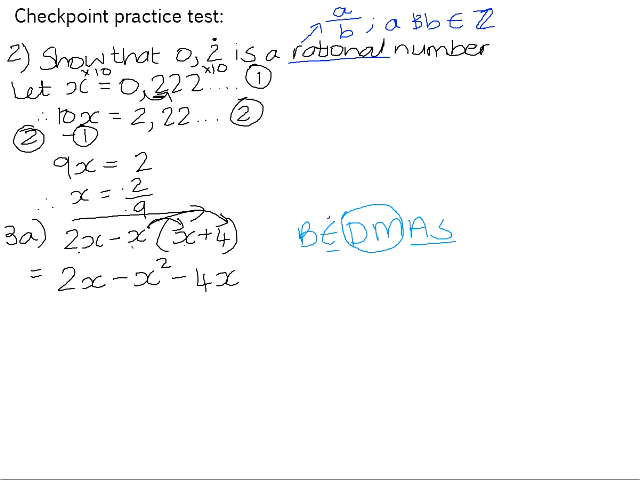 Checkpoint practice test:
a/b ; a & b ∈ ℤ
2) Show that 0,2̇ is a rational number
×10 ×10
Let x = 0,222.... ①
∴ 10x = 2,22... ②
② - ①
9x = 2
∴ x = 2/9
3a) 2x - x (3x+4)
BEDMAS
= 2x - x² - 4x